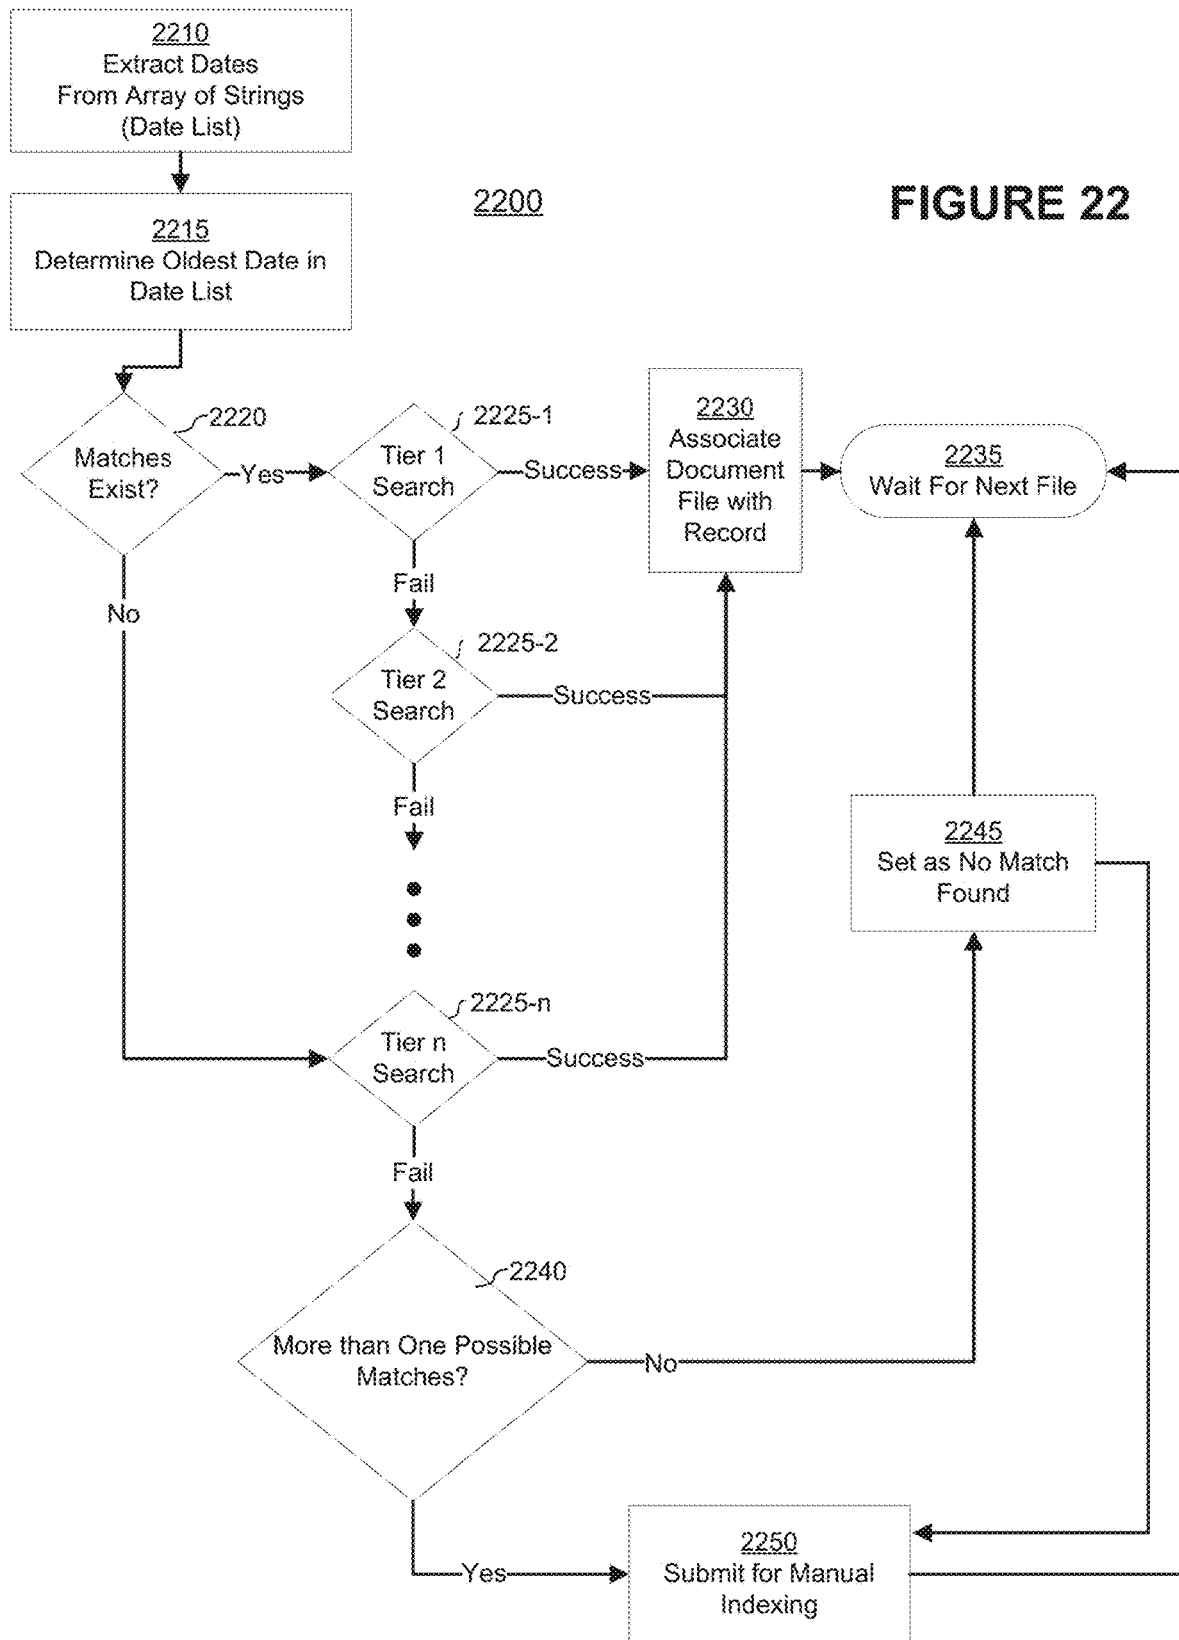 2210
Extract Dates
From Array of Strings
(Date List)
2200
FIGURE 22
2215
Determine Oldest Date in
Date List
2220
Matches
Exist?
Yes
No
2225-1
Tier 1
Search
Success
Fail
2230
Associate
Document
File with
Record
2235
Wait For Next File
2225-2
Tier 2
Search
Success
Fail
2245
Set as No Match
Found
2225-n
Tier n
Search
Success
Fail
2240
More than One Possible
Matches?
No
Yes
2250
Submit for Manual
Indexing